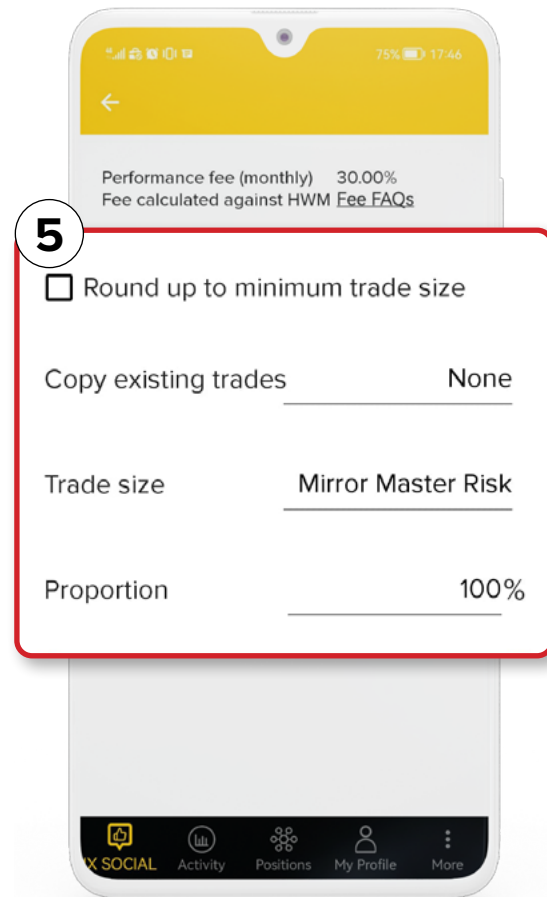 75% 17:46
Performance fee (monthly) 30.00%
Fee calculated against HWM Fee FAQs
5
Round up to minimum trade size
Copy existing trades None
Trade size Mirror Master Risk
Proportion 100%
X SOCIAL Activity Positions My Profile More